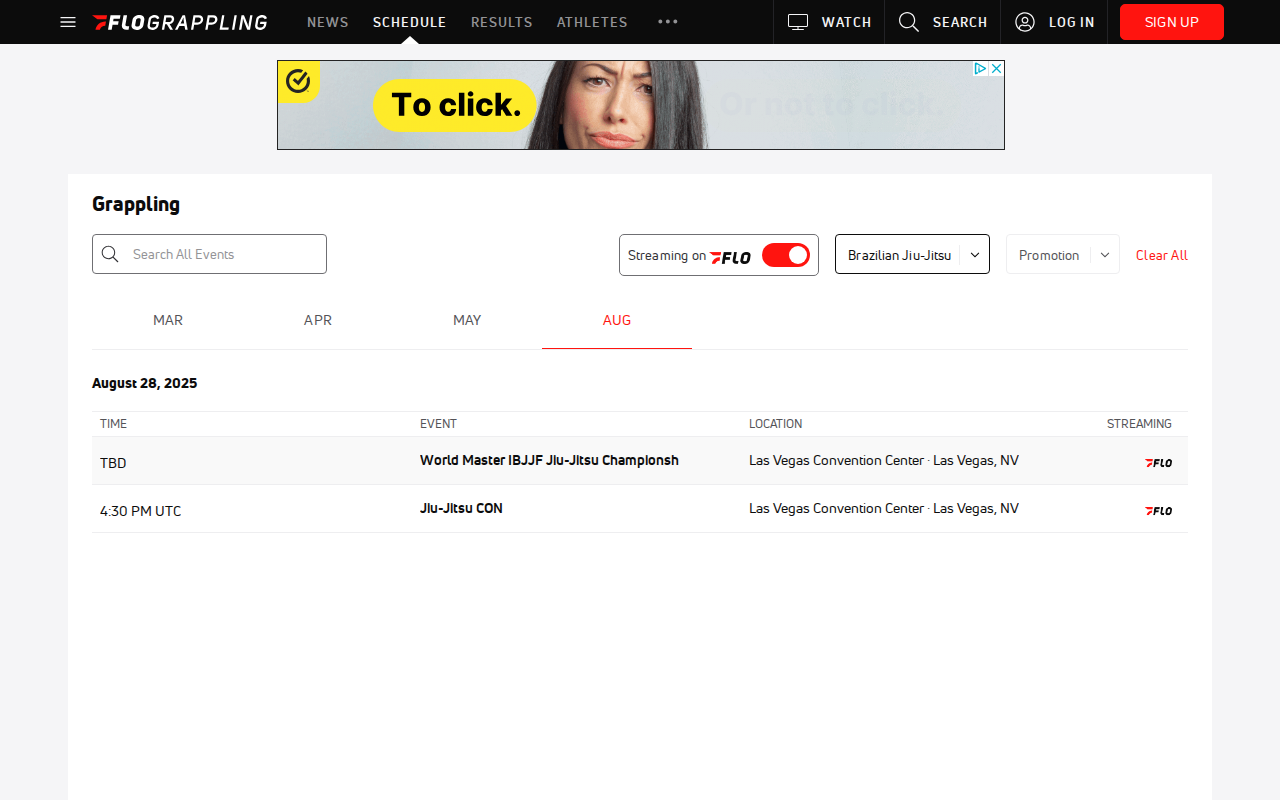 FLOGRAPPLING NEWS SCHEDULE RESULTS ATHLETES WATCH SEARCH LOG IN SIGN UP
To click. Or not to click.
Grappling
Search All Events Streaming on FLO Brazilian Jiu-Jitsu Promotion Clear All
MAR APR MAY AUG
August 28, 2025
TIME EVENT LOCATION STREAMING
TBD World Master IBJJF Jiu-Jitsu Championsh Las Vegas Convention Center · Las Vegas, NV FLO
4:30 PM UTC Jiu-Jitsu CON Las Vegas Convention Center · Las Vegas, NV FLO